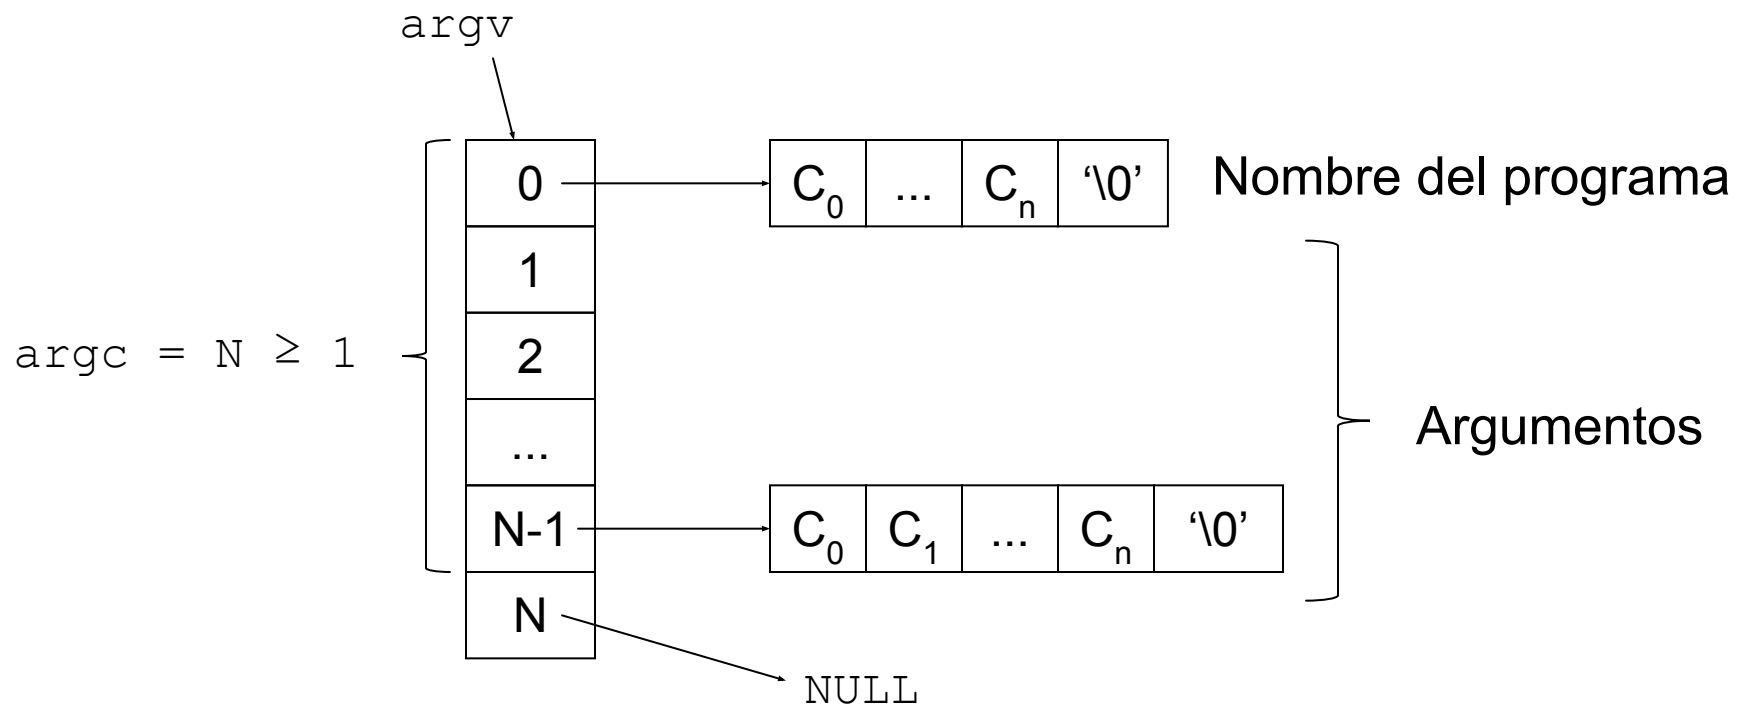 argv
0
C0 ... Cn ‘\0’
Nombre del programa
1
argc = N ≥ 1
2
...
Argumentos
N-1
C0 C1 ... Cn ‘\0’
N
NULL